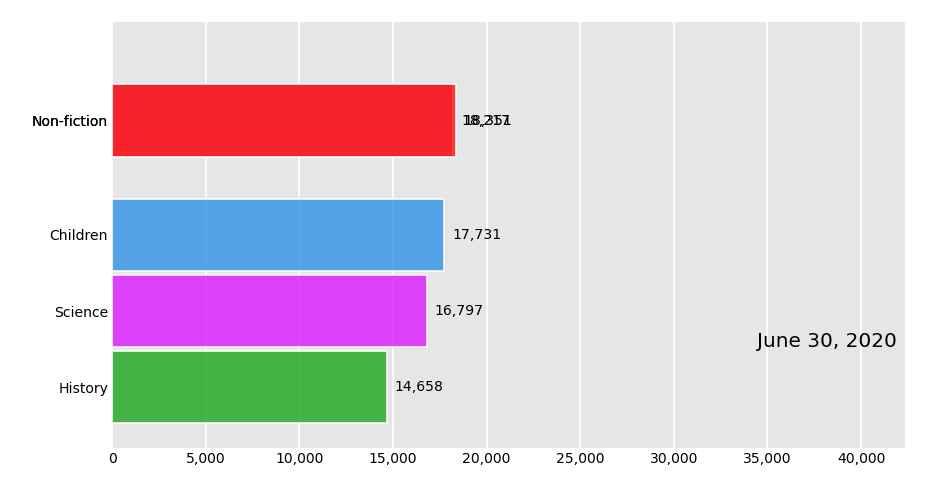 Non-fiction
Children 17,731
Science 16,797
June 30, 2020
History 14,658
0 5,000 10,000 15,000 20,000 25,000 30,000 35,000 40,000